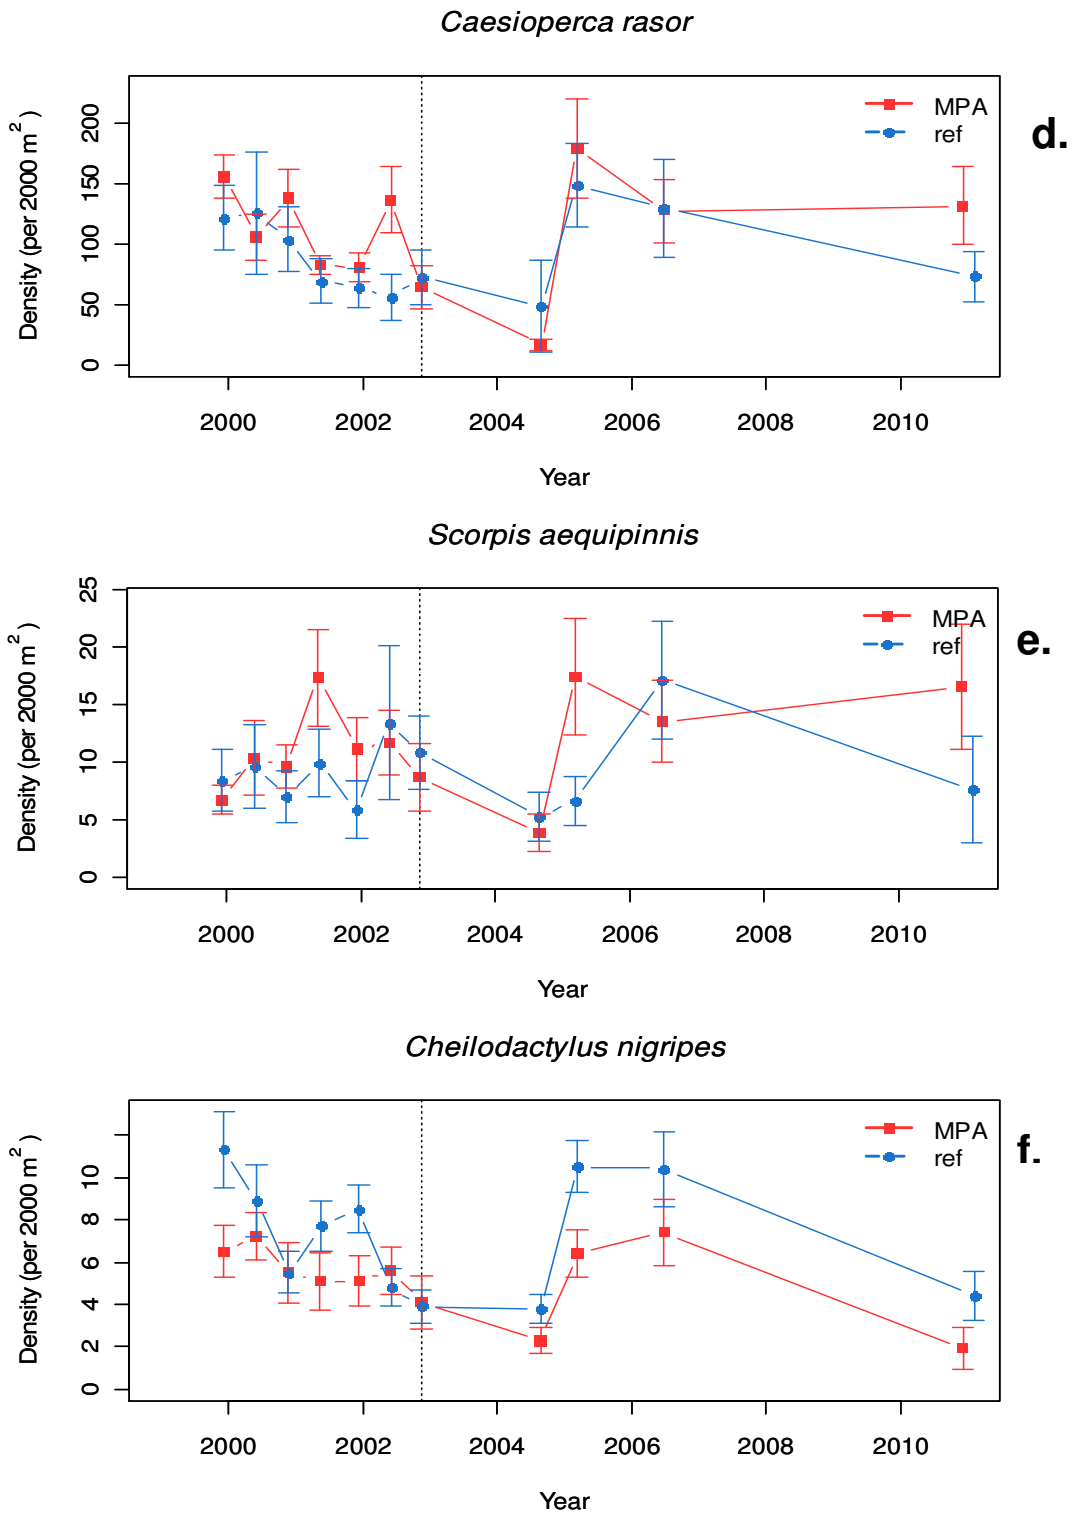 Caesioperca rasor
Density (per 2000 m²)
200
150
100
50
0
MPA
ref
d.
2000 2002 2004 2006 2008 2010
Year
Scorpis aequipinnis
Density (per 2000 m²)
25
20
15
10
5
0
MPA
ref
e.
2000 2002 2004 2006 2008 2010
Year
Cheilodactylus nigripes
Density (per 2000 m²)
10
8
6
4
2
0
MPA
ref
f.
2000 2002 2004 2006 2008 2010
Year